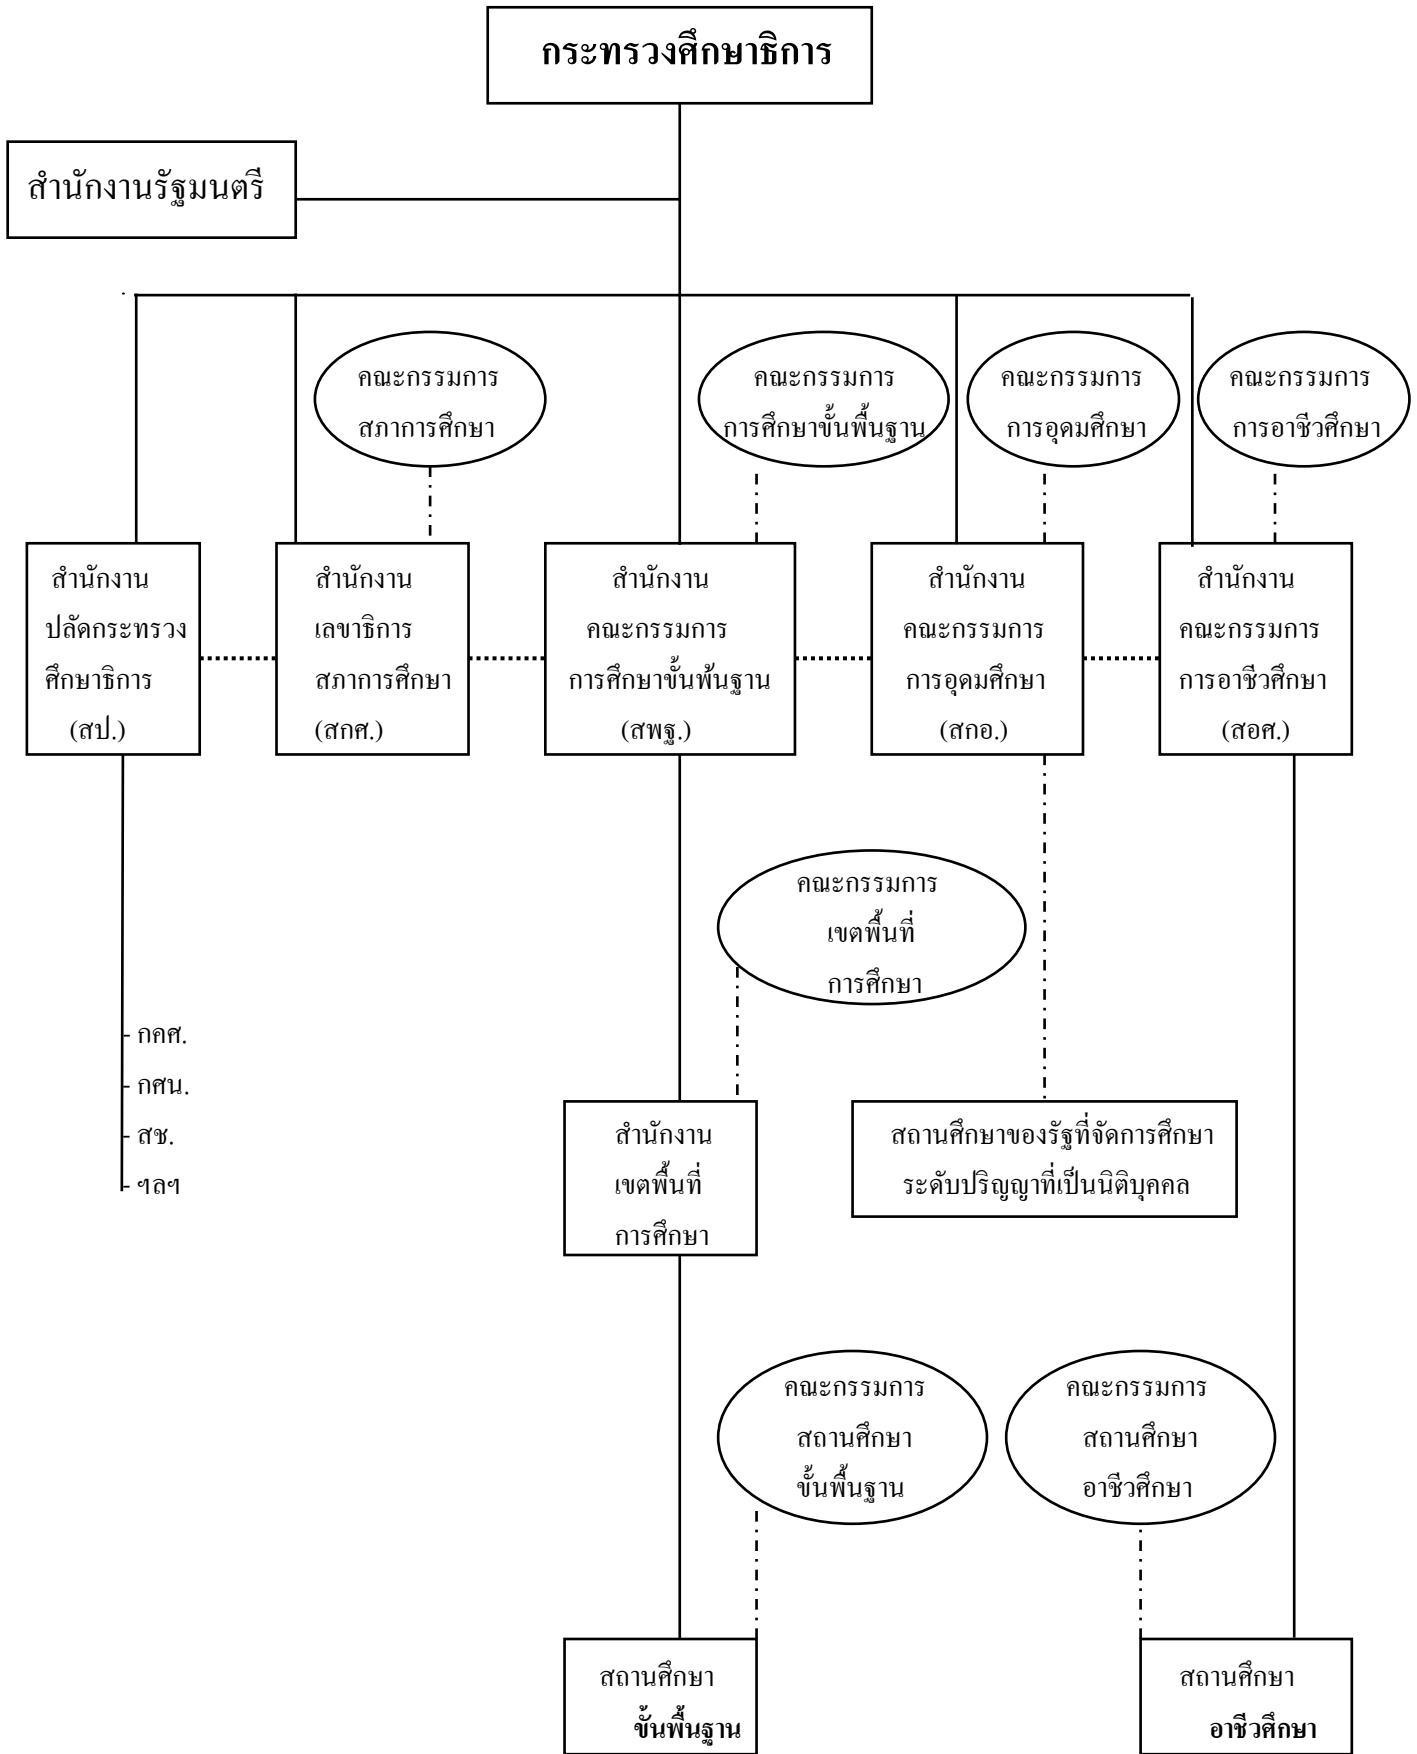 กระทรวงศึกษาธิการ
สำนักงานรัฐมนตรี
คณะกรรมการ
สภาการศึกษา
คณะกรรมการ
การศึกษาขั้นพื้นฐาน
คณะกรรมการ
การอุดมศึกษา
คณะกรรมการ
การอาชีวศึกษา
สำนักงาน
ปลัดกระทรวง
ศึกษาธิการ
(สป.)
สำนักงาน
เลขาธิการ
สภาการศึกษา
(สกศ.)
สำนักงาน
คณะกรรมการ
การศึกษาขั้นพ้นฐาน
(สพฐ.)
สำนักงาน
คณะกรรมการ
การอุดมศึกษา
(สกอ.)
สำนักงาน
คณะกรรมการ
การอาชีวศึกษา
(สอศ.)
คณะกรรมการ
เขตพื้นที่
การศึกษา
- กคศ.
- กศน.
- สช.
- ฯลฯ
สำนักงาน
เขตพื้นที่
การศึกษา
สถานศึกษาของรัฐที่จัดการศึกษา
ระดับปริญญาที่เป็นนิติบุคคล
คณะกรรมการ
สถานศึกษา
ขั้นพื้นฐาน
คณะกรรมการ
สถานศึกษา
อาชีวศึกษา
สถานศึกษา
ขั้นพื้นฐาน
สถานศึกษา
อาชีวศึกษา